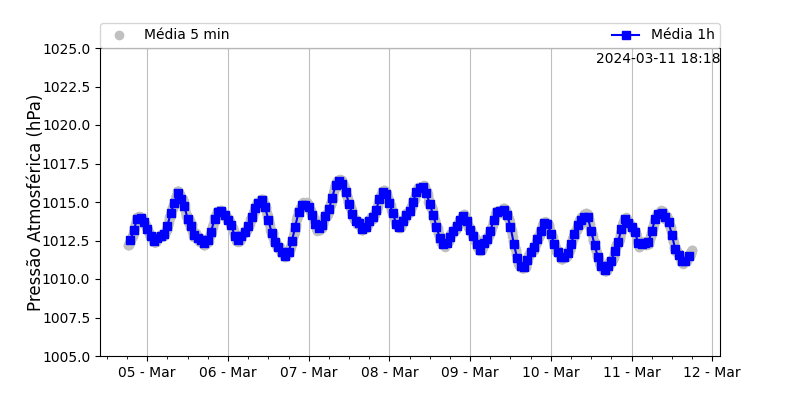 Média 5 min
Média 1h
2024-03-11 18:18
Pressão Atmosférica (hPa)
1025.0
1022.5
1020.0
1017.5
1015.0
1012.5
1010.0
1007.5
1005.0
05 - Mar
06 - Mar
07 - Mar
08 - Mar
09 - Mar
10 - Mar
11 - Mar
12 - Mar